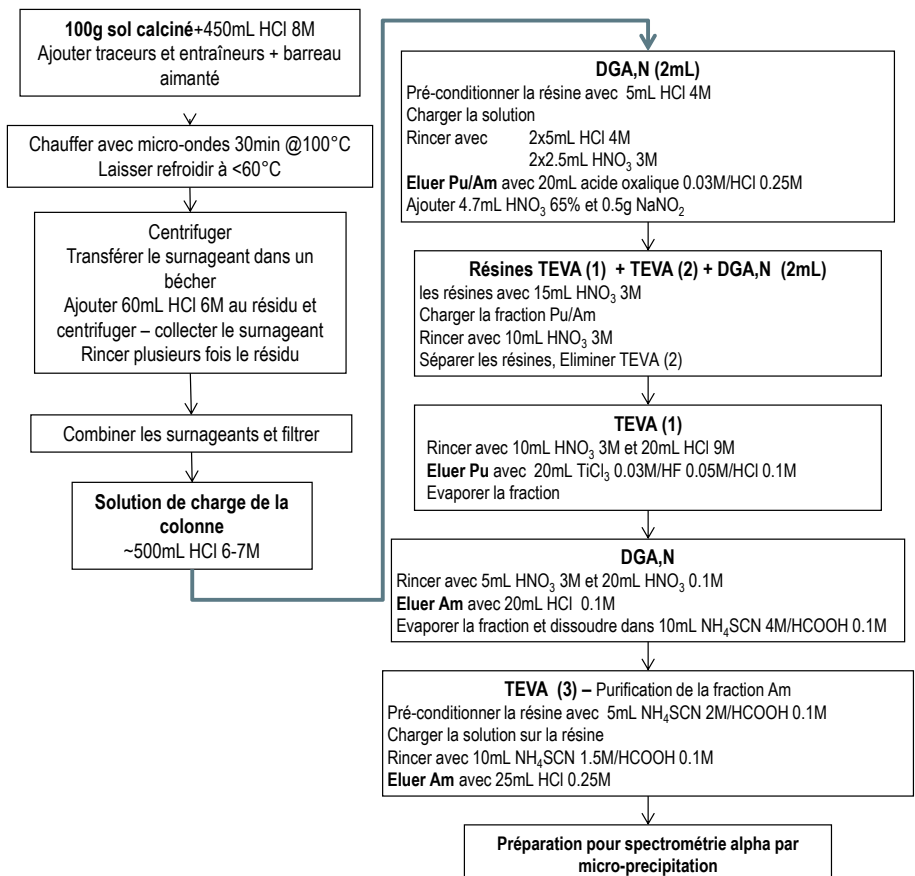 100g sol calciné+450mL HCl 8M
Ajouter traceurs et entraîneurs + barreau
aimanté
Chauffer avec micro-ondes 30min @100°C
Laisser refroidir à <60°C
Centrifuger
Transférer le surnageant dans un
bécher
Ajouter 60mL HCl 6M au résidu et
centrifuger – collecter le surnageant
Rincer plusieurs fois le résidu
Combiner les surnageants et filtrer
Solution de charge de la
colonne
~500mL HCl 6-7M
DGA,N (2mL)
Pré-conditionner la résine avec 5mL HCl 4M
Charger la solution
Rincer avec 2x5mL HCl 4M
2x2.5mL HNO₃ 3M
Eluer Pu/Am avec 20mL acide oxalique 0.03M/HCl 0.25M
Ajouter 4.7mL HNO₃ 65% et 0.5g NaNO₂
Résines TEVA (1) + TEVA (2) + DGA,N (2mL)
les résines avec 15mL HNO₃ 3M
Charger la fraction Pu/Am
Rincer avec 10mL HNO₃ 3M
Séparer les résines, Eliminer TEVA (2)
TEVA (1)
Rincer avec 10mL HNO₃ 3M et 20mL HCl 9M
Eluer Pu avec 20mL TiCl₃ 0.03M/HF 0.05M/HCl 0.1M
Evaporer la fraction
DGA,N
Rincer avec 5mL HNO₃ 3M et 20mL HNO₃ 0.1M
Eluer Am avec 20mL HCl 0.1M
Evaporer la fraction et dissoudre dans 10mL NH₄SCN 4M/HCOOH 0.1M
TEVA (3) – Purification de la fraction Am
Pré-conditionner la résine avec 5mL NH₄SCN 2M/HCOOH 0.1M
Charger la solution sur la résine
Rincer avec 10mL NH₄SCN 1.5M/HCOOH 0.1M
Eluer Am avec 25mL HCl 0.25M
Préparation pour spectrométrie alpha par
micro-precipitation